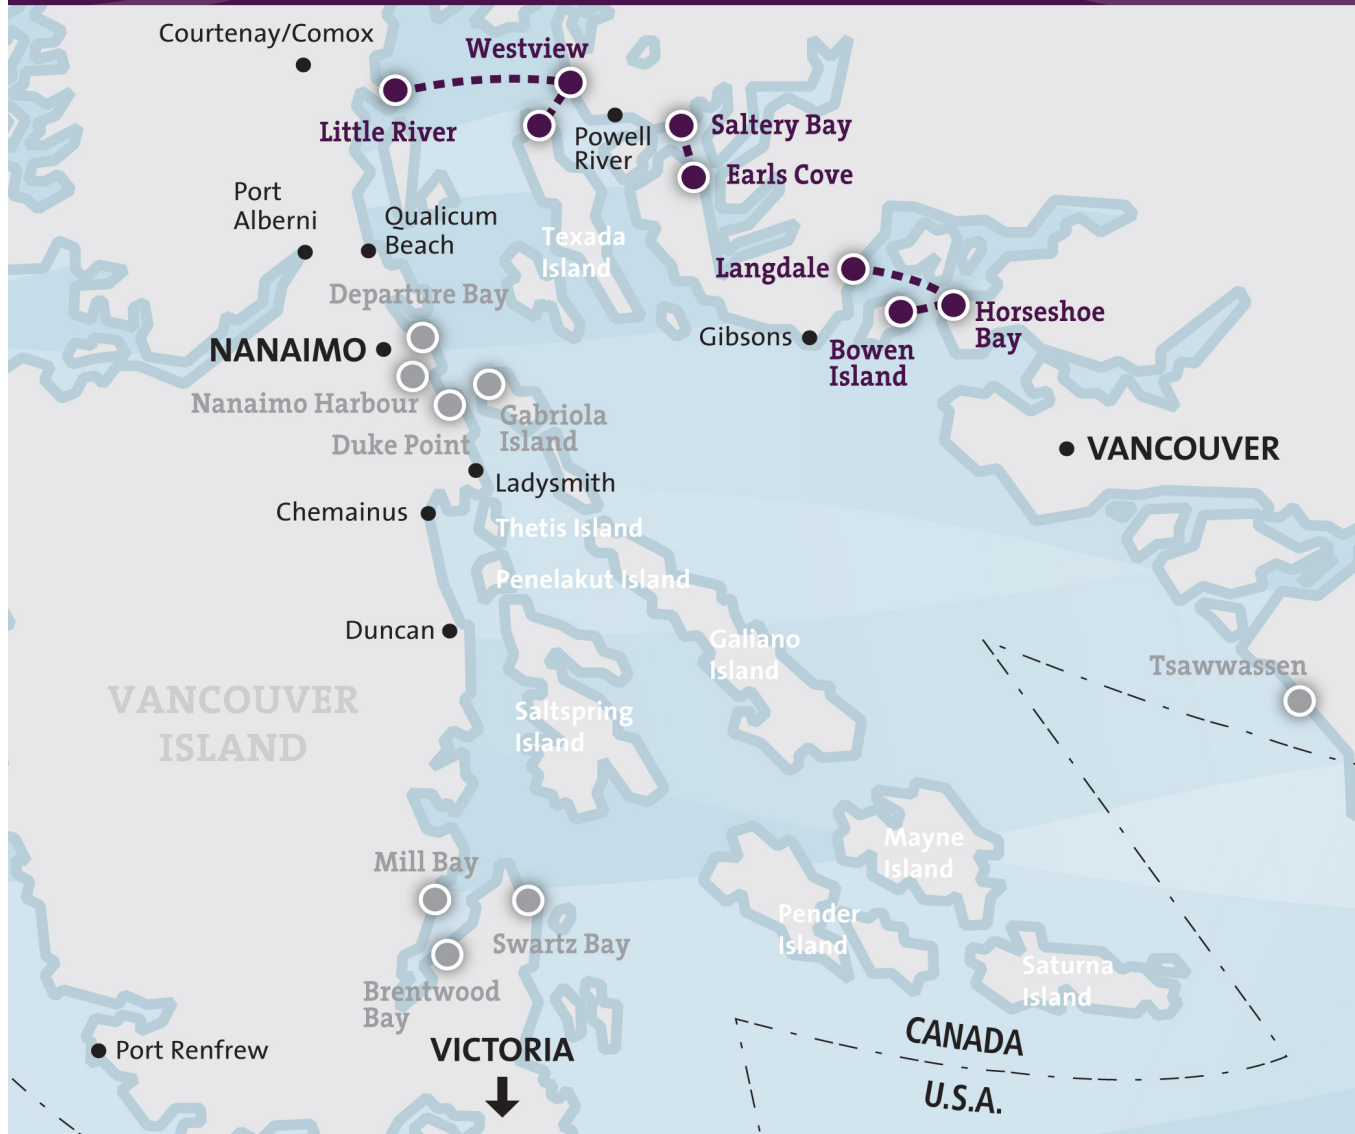 Courtenay/Comox
Westview
Little River
Powell
River
Saltery Bay
Earls Cove
Port
Alberni
Qualicum
Beach
Texada
Island
Langdale
Departure Bay
Horseshoe
Bay
Gibsons
NANAIMO
Bowen
Island
Nanaimo Harbour
Gabriola
Island
Duke Point
VANCOUVER
Ladysmith
Chemainus
Thetis Island
Penelakut Island
Duncan
Galiano
Island
Tsawwassen
VANCOUVER
ISLAND
Saltspring
Island
Mayne
Island
Mill Bay
Pender
Island
Swartz Bay
Saturna
Island
Brentwood
Bay
CANADA
U.S.A.
Port Renfrew
VICTORIA